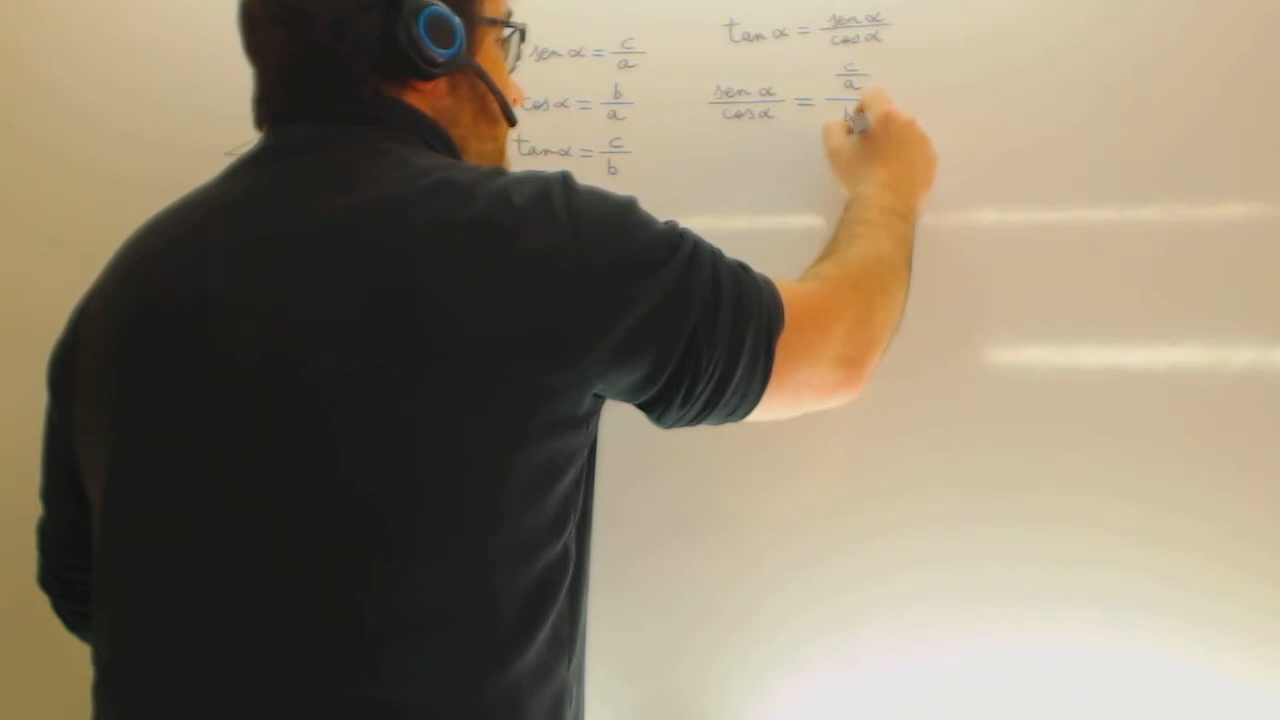 sen α = c/a
cos α = b/a
tan α = c/b
tan α = sen α/cos α
sen α/cos α = c/a / b